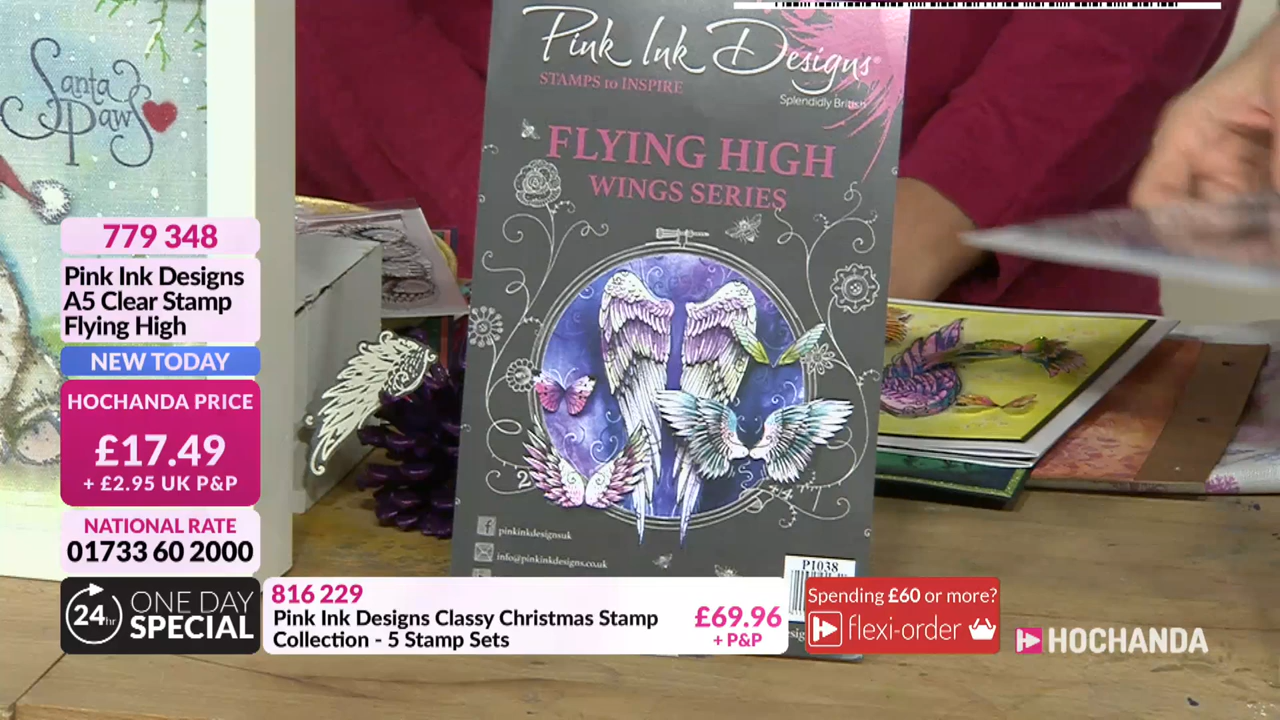 Santa
Paws
Pink Ink Designs
STAMPS to INSPIRE
Splendidly British
FLYING HIGH
WINGS SERIES
pinkinkdesignsuk
info@pinkinkdesigns.co.uk
P1038
779 348
Pink Ink Designs
A5 Clear Stamp
Flying High
NEW TODAY
HOCHANDA PRICE
£17.49
+ £2.95 UK P&P
NATIONAL RATE
01733 60 2000
24hr
ONE DAY
SPECIAL
816 229
Pink Ink Designs Classy Christmas Stamp
Collection - 5 Stamp Sets
£69.96
+ P&P
Spending £60 or more?
flexi-order
HOCHANDA